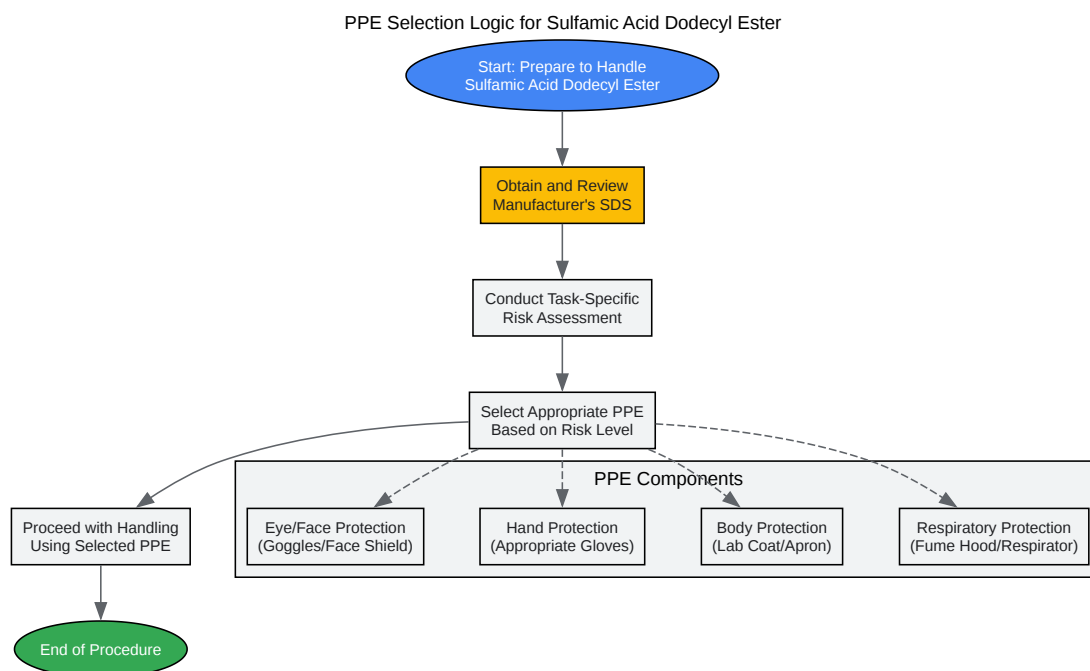 PPE Selection Logic for Sulfamic Acid Dodecyl Ester
Start: Prepare to Handle
Sulfamic Acid Dodecyl Ester
Obtain and Review
Manufacturer's SDS
Conduct Task-Specific
Risk Assessment
Select Appropriate PPE
Based on Risk Level
PPE Components
Proceed with Handling
Using Selected PPE
Eye/Face Protection
(Goggles/Face Shield)
Hand Protection
(Appropriate Gloves)
Body Protection
(Lab Coat/Apron)
Respiratory Protection
(Fume Hood/Respirator)
End of Procedure